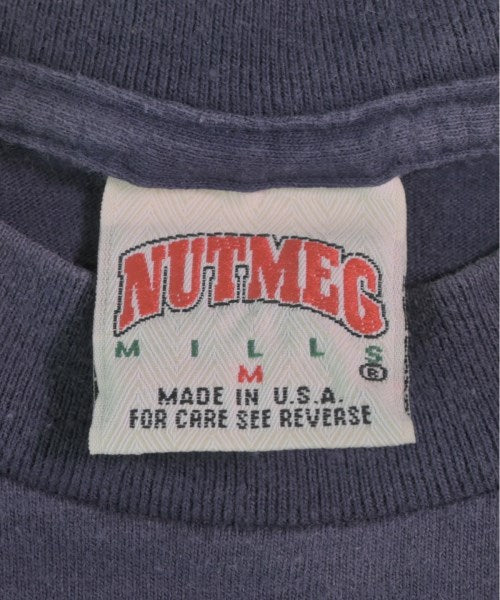 NUTMEG
MILLS
®
M
MADE IN U.S.A.
FOR CARE SEE REVERSE